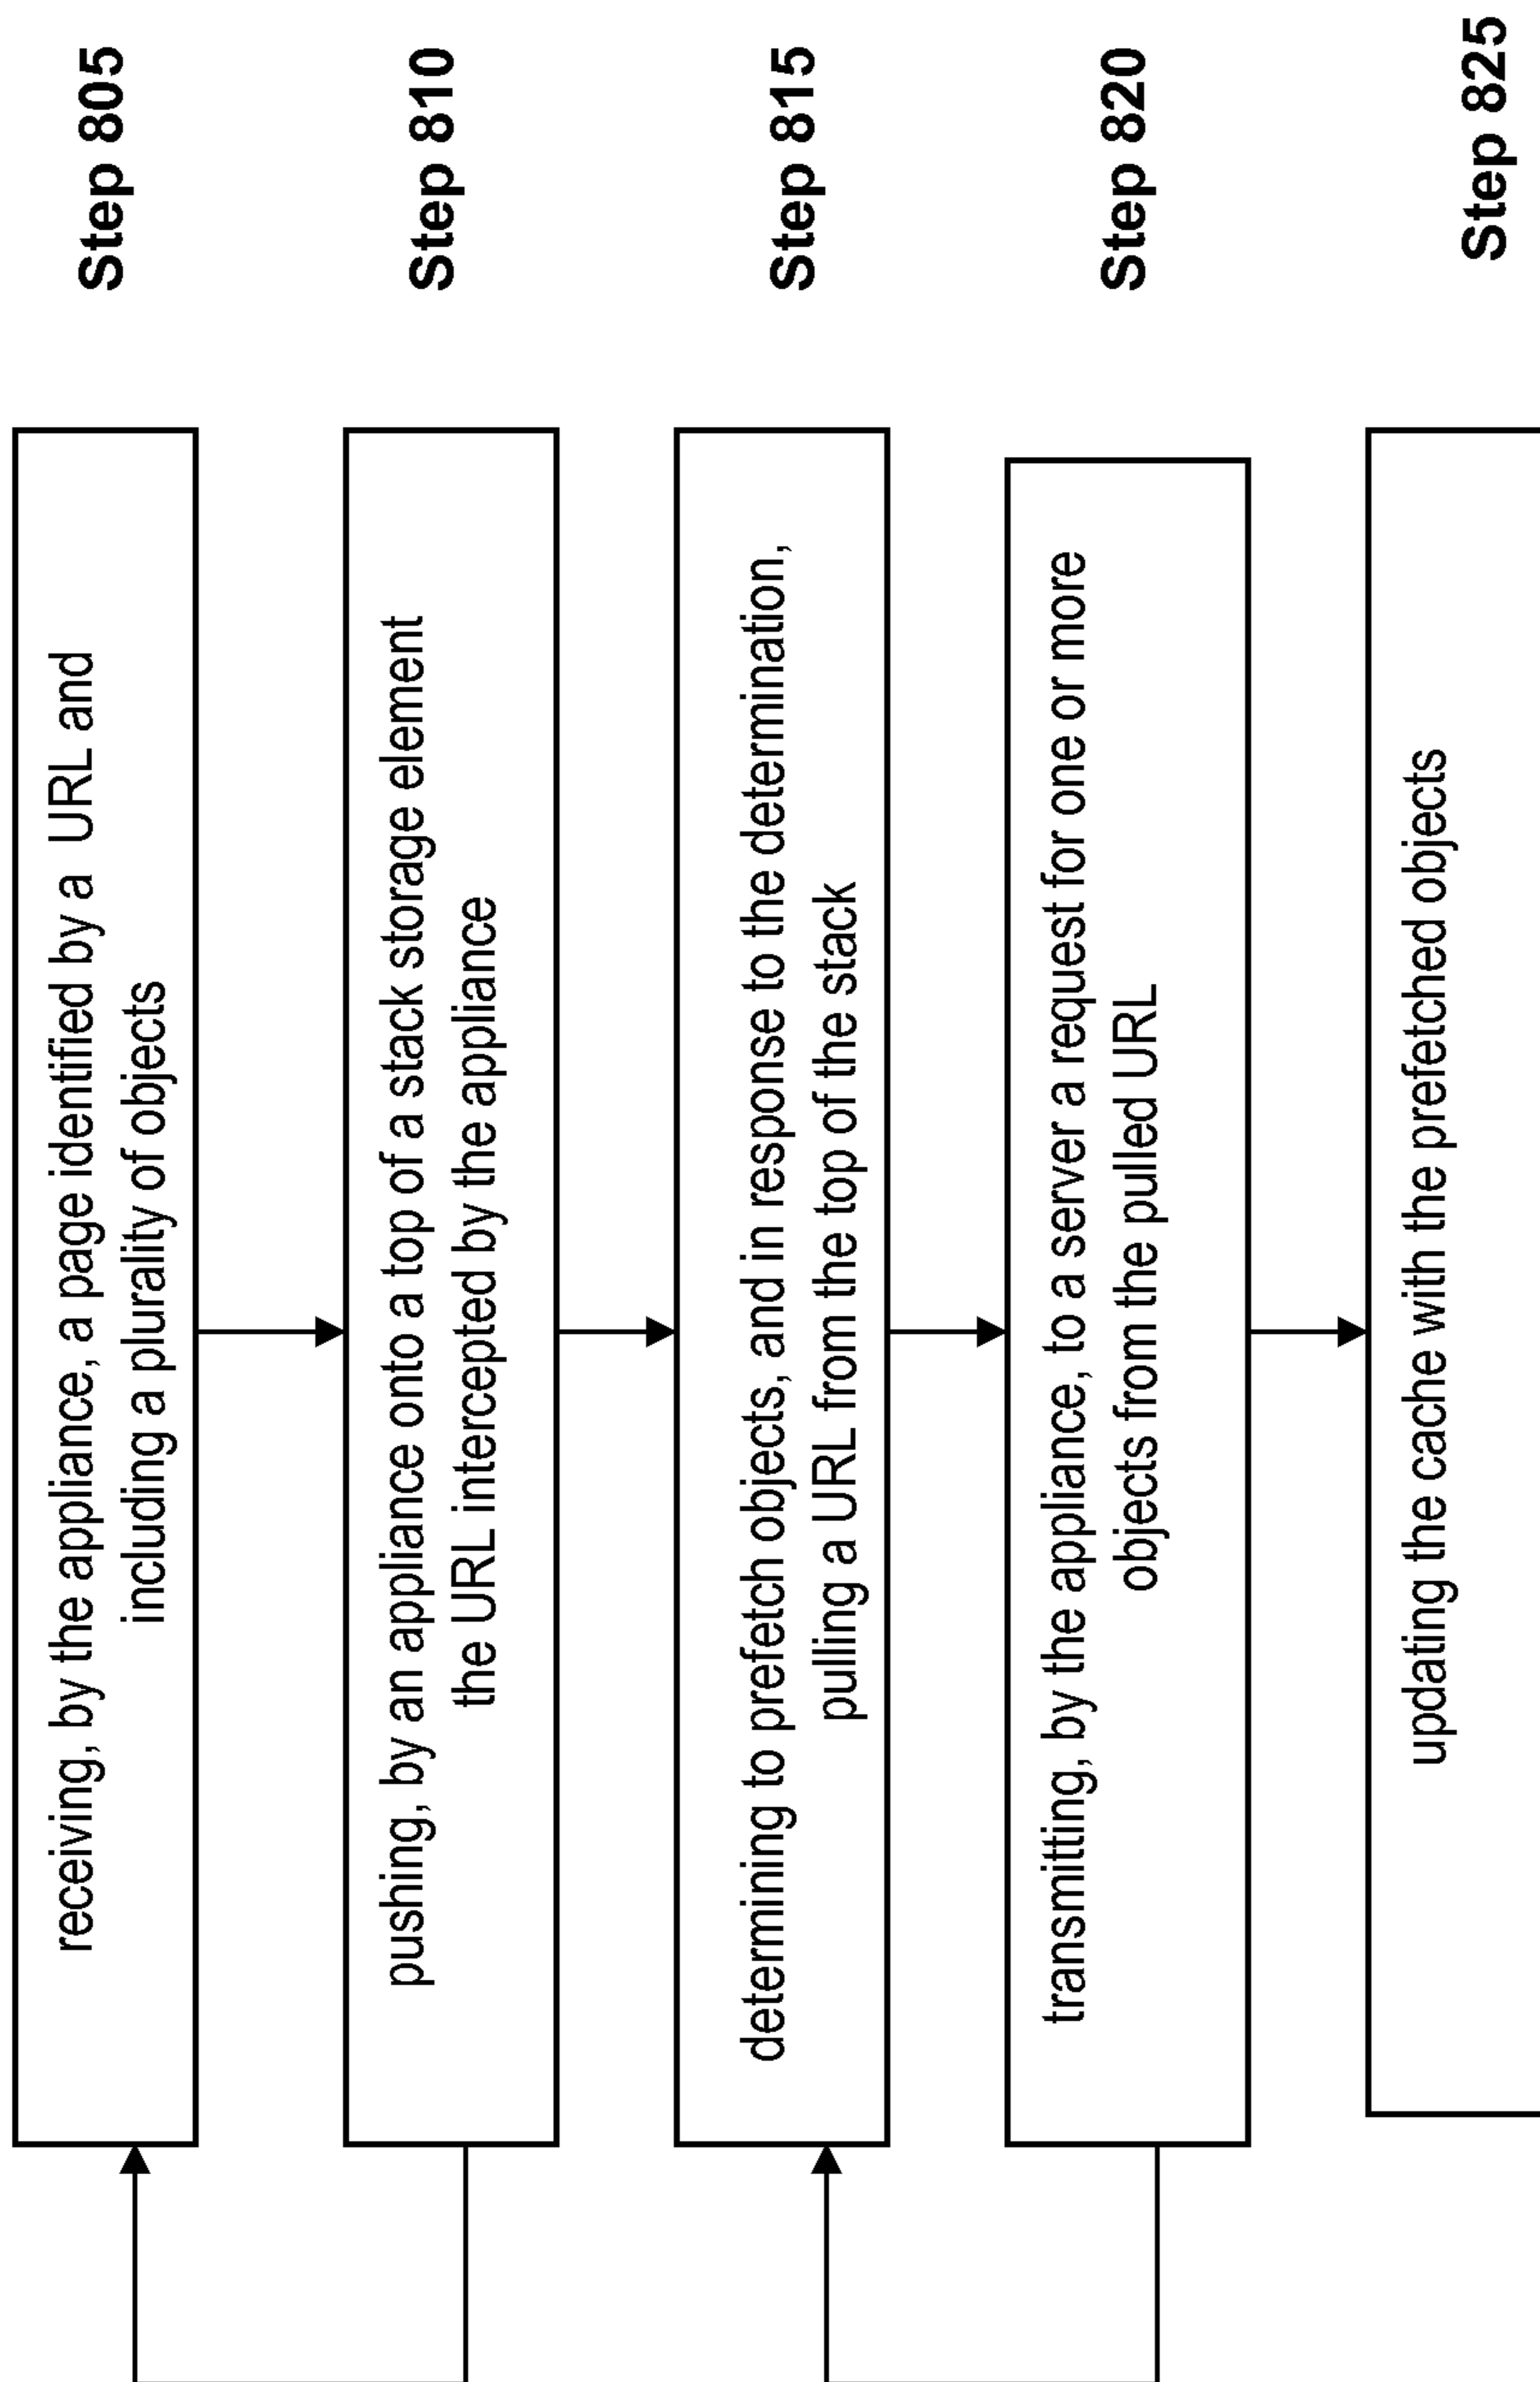 receiving, by the appliance, a page identified by a URL and
including a plurality of objects
Step 805
pushing, by an appliance onto a top of a stack storage element
the URL intercepted by the appliance
Step 810
determining to prefetch objects, and in response to the determination,
pulling a URL from the top of the stack
Step 815
transmitting, by the appliance, to a server a request for one or more
objects from the pulled URL
Step 820
updating the cache with the prefetched objects
Step 825